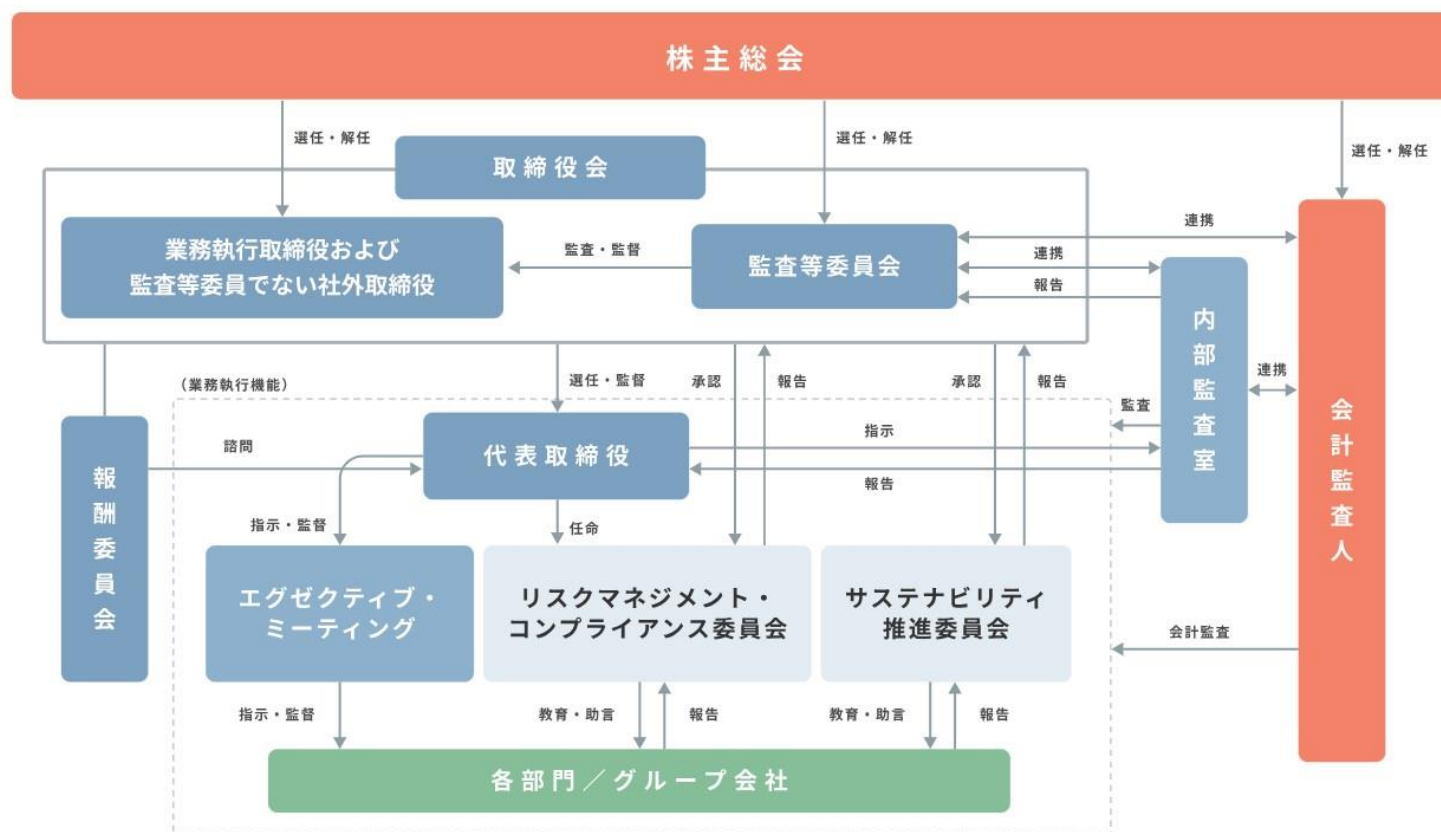 株主総会
選任・解任
選任・解任
選任・解任
取締役会
業務執行取締役および
監査等委員でない社外取締役
監査・監督
監査等委員会
連携
連携
報告
内部監査室
連携
会計監査人
選任・監督
承認
報告
承認
報告
(業務執行機能)
監査
報酬委員会
諮問
代表取締役
指示
報告
指示・監督
任命
エグゼクティブ・
ミーティング
リスクマネジメント・
コンプライアンス委員会
サステナビリティ
推進委員会
会計監査
指示・監督
教育・助言
報告
教育・助言
報告
各部門／グループ会社